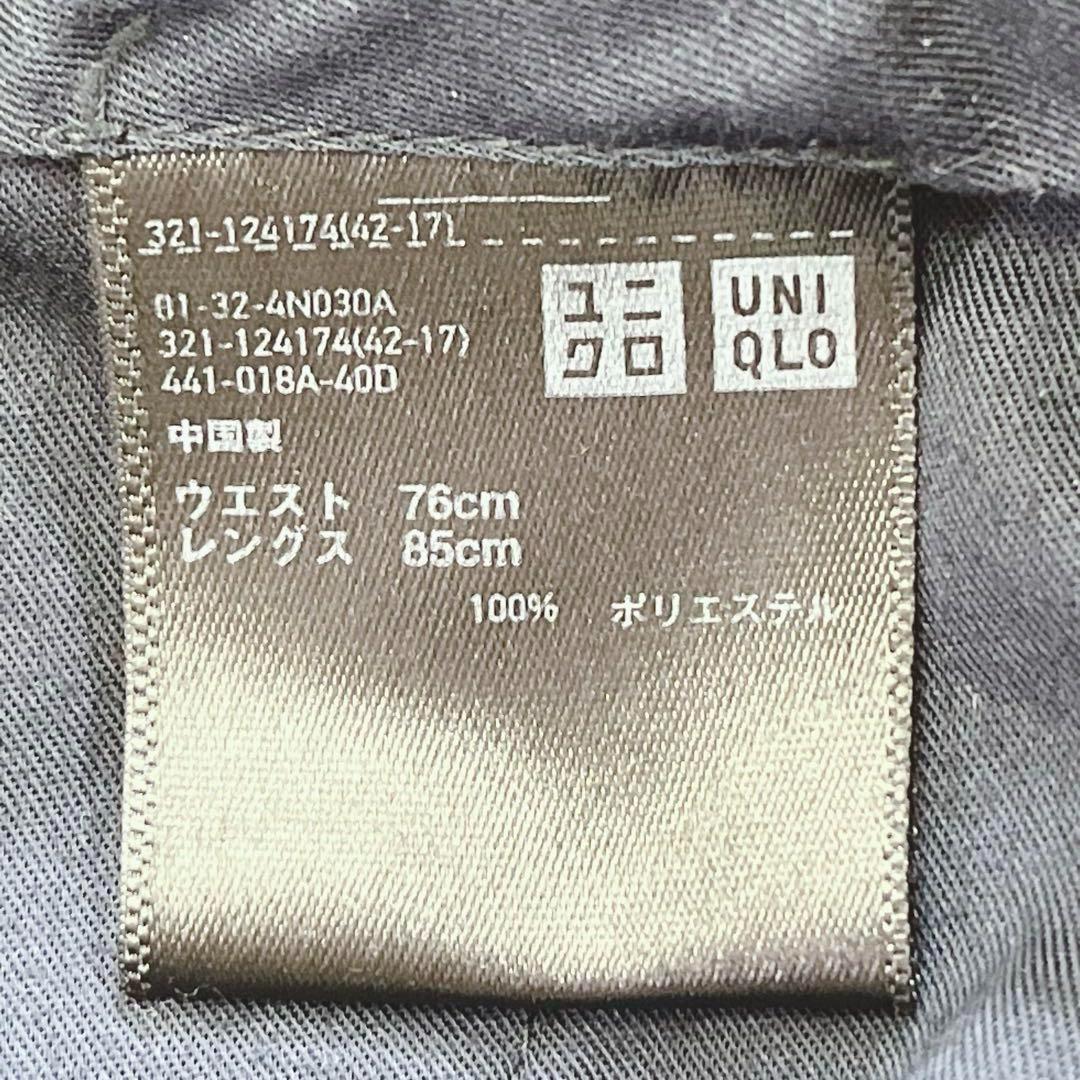 321-124174(42-17)
01-32-4N030A
321-124174(42-17)
441-018A-40D
ユニ
クロ
UNI
QLO
中国製
ウエスト 76cm
レングス 85cm
100% ポリエステル